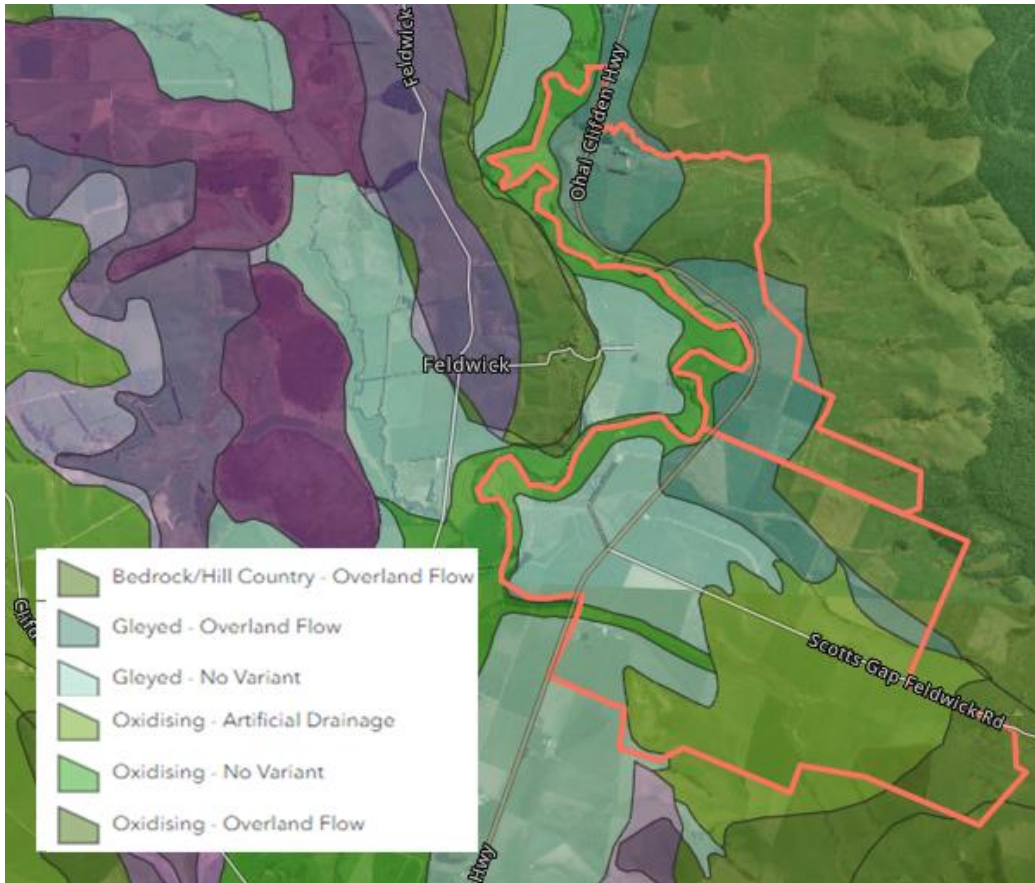 Feldwick
Ohai Clifden Hwy
Feldwick
Bedrock/Hill Country - Overland Flow
Gleyed - Overland Flow
Gleyed - No Variant
Oxidising - Artificial Drainage
Oxidising - No Variant
Oxidising - Overland Flow
Scotts Gap Feldwick Rd
Hwy